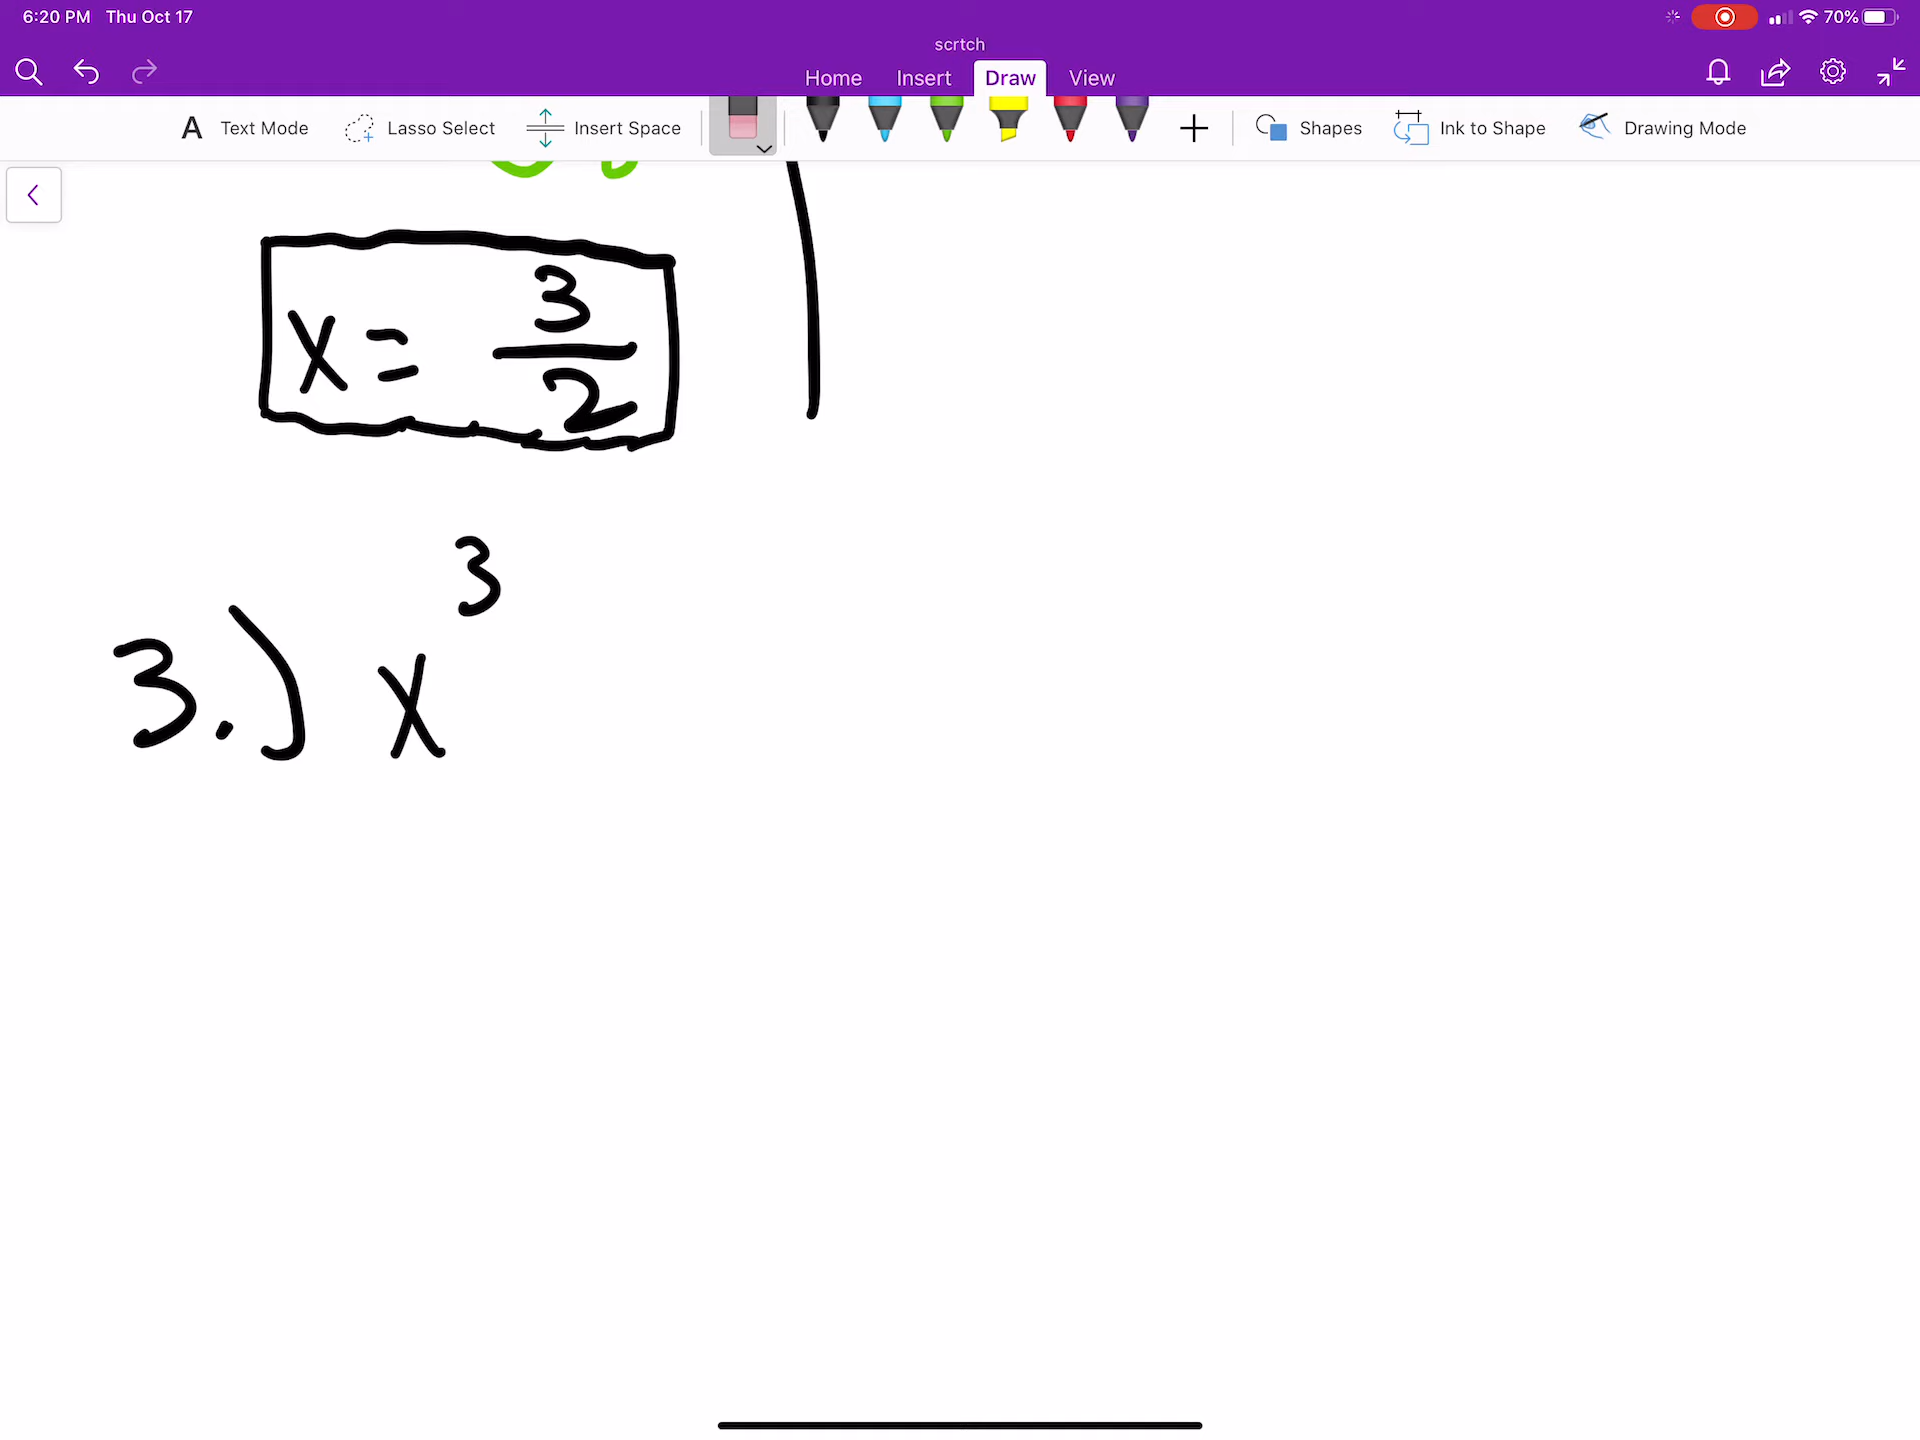 6:20 PM Thu Oct 17 70%
scrtch
Home Insert Draw View
A Text Mode Lasso Select Insert Space Shapes Ink to Shape Drawing Mode
x = 3/2
3.) x³